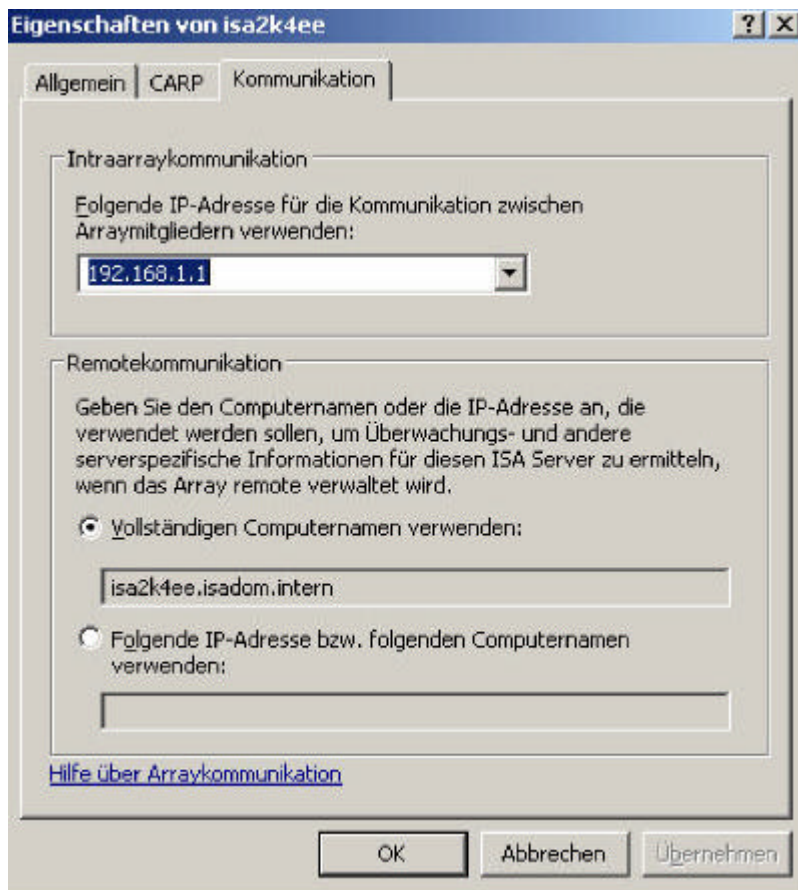 Eigenschaften von isa2k4ee
Allgemein CARP Kommunikation
Intraarraykommunikation
Folgende IP-Adresse für die Kommunikation zwischen
Arraymitgliedern verwenden:
192.168.1.1
Remotekommunikation
Geben Sie den Computernamen oder die IP-Adresse an, die
verwendet werden sollen, um Überwachungs- und andere
serverspezifische Informationen für diesen ISA Server zu ermitteln,
wenn das Array remote verwaltet wird.
Vollständigen Computernamen verwenden:
isa2k4ee.isadom.intern
Folgende IP-Adresse bzw. folgenden Computernamen
verwenden:
Hilfe über Arraykommunikation
OK Abbrechen Übernehmen